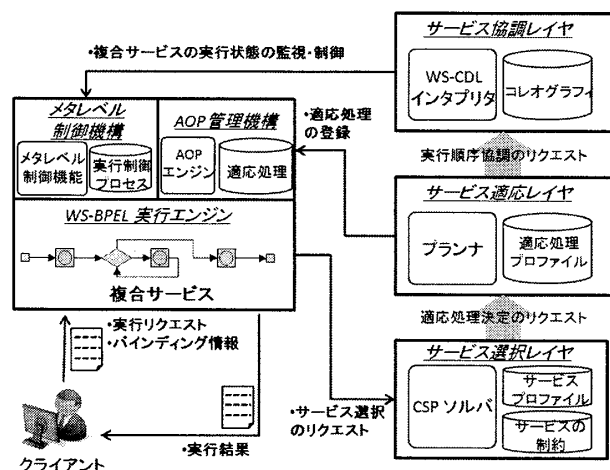 サービス協調レイヤ
WS-CDL
インタプリタ
コレオグラフィ
・複合サービスの実行状態の監視・制御
メタレベル
制御機構
メタレベル
制御機能
実行制御
プロセス
AOP 管理機構
AOP
エンジン
適応処理
・適応処理
の登録
実行順序協調のリクエスト
サービス適応レイヤ
プランナ
適応処理
プロファイル
WS-BPEL 実行エンジン
複合サービス
適応処理決定のリクエスト
・実行リクエスト
・バインディング情報
サービス選択レイヤ
CSP ソルバ
サービス
プロファイル
サービスの
制約
・サービス選択
のリクエスト
・実行結果
クライアント